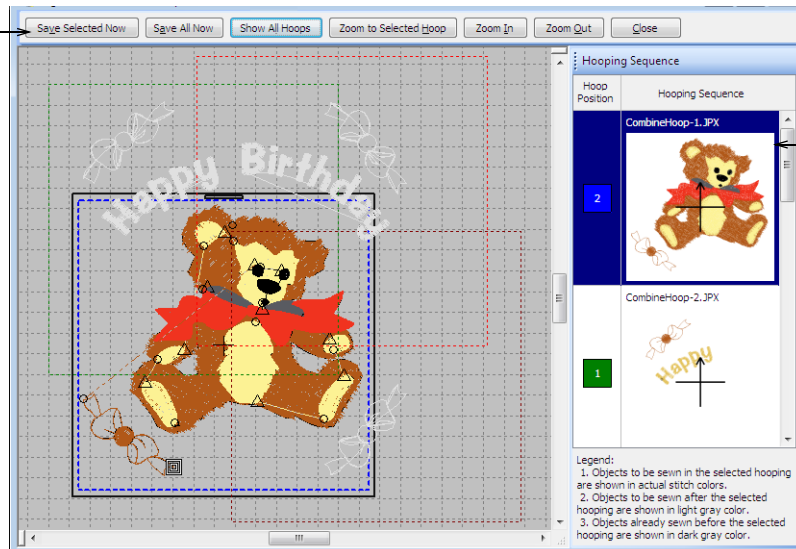 Save Selected Now
Save All Now
Show All Hoops
Zoom to Selected Hoop
Zoom In
Zoom Out
Close
Happy Birthday
Hooping Sequence
Hoop
Position
Hooping Sequence
CombineHoop-1.JPX
2
CombineHoop-2.JPX
Happy
1
Legend:
1. Objects to be sewn in the selected hooping
are shown in actual stitch colors.
2. Objects to be sewn after the selected
hooping are shown in light gray color.
3. Objects already sewn before the selected
hooping are shown in dark gray color.